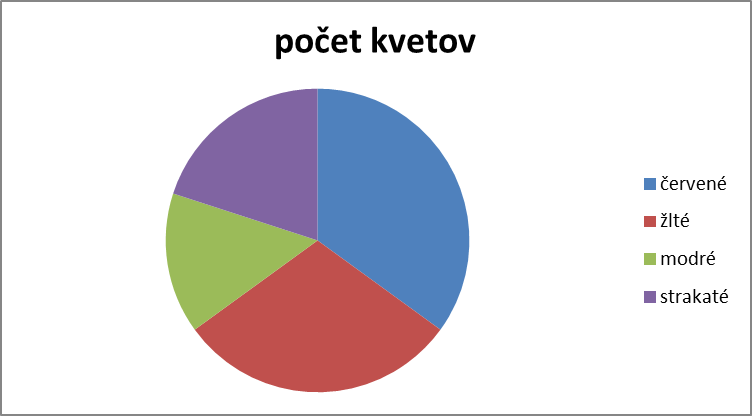 počet kvetov
červené
žlté
modré
strakaté